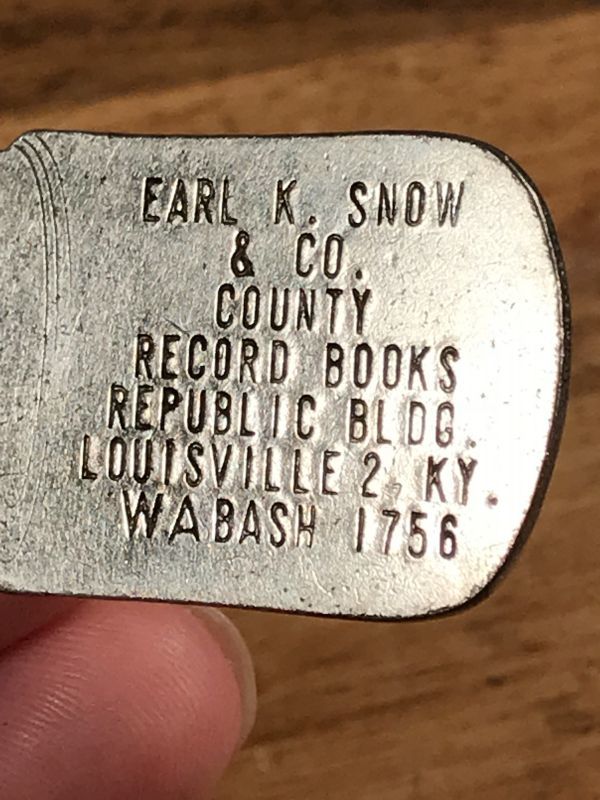 EARL K. SNOW
& CO.
COUNTY
RECORD BOOKS
REPUBLIC BLDG.
LOUISVILLE 2, KY.
WABASH 1756